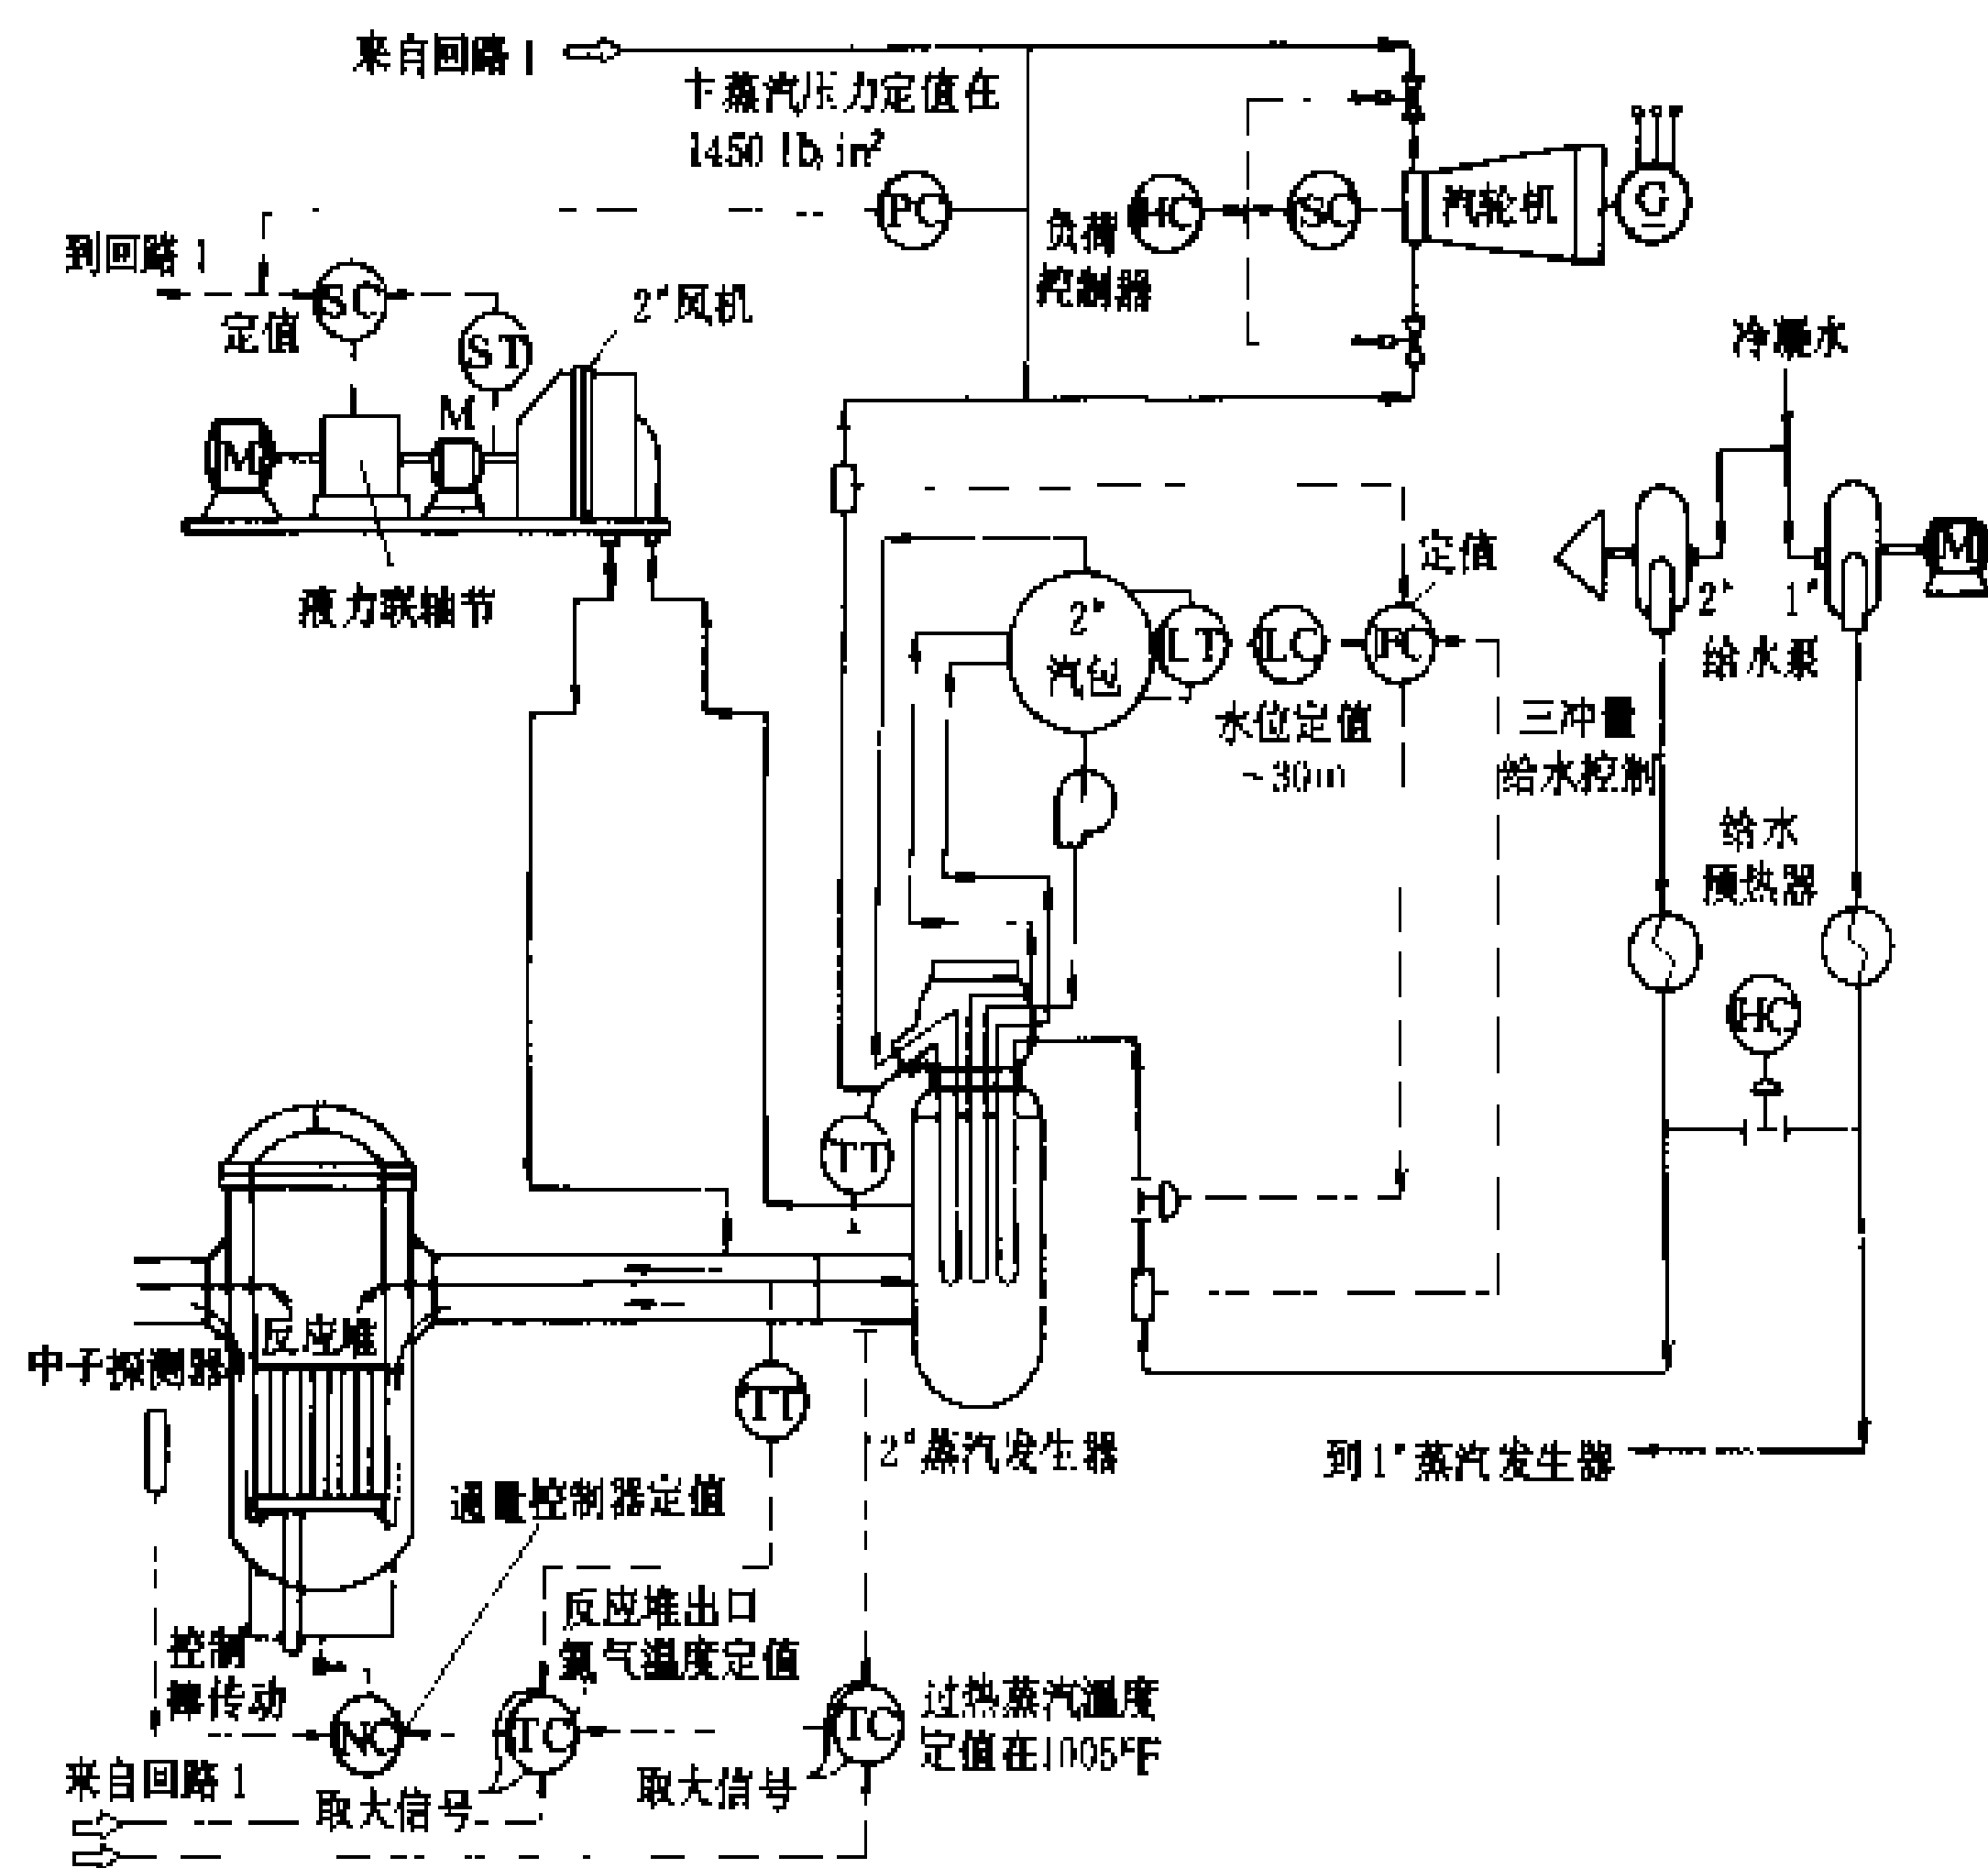 来自回路1
主蒸汽压力定值在
1450 lb/in²
PC
HC
SC
汽轮机
G
负荷
控制器
到回路1
SC
定值
ST
2#风机
M
M
液力联轴节
冷凝水
定值
M
2#
1#
给水泵
2#
汽包
LT
LC
FC
水位定值
~30m
三冲量
给水控制
给水
预热器
HC
TT
反应堆
中子探测器
TT
2#蒸汽发生器
到1#蒸汽发生器
通量控制器定值
反应堆出口
氦气温度定值
控制
棒传动
NC
TC
TC
过热蒸汽温度
定值在1005°F
来自回路1
取大信号
取大信号